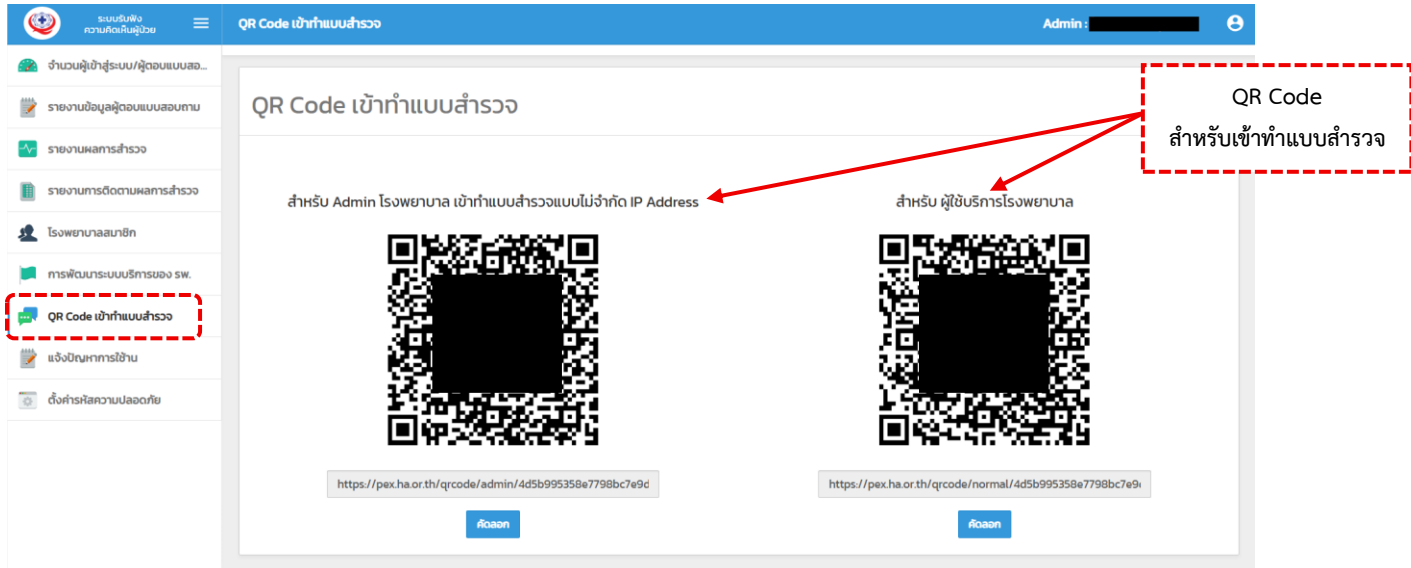 ระบบรับฟัง
ความคิดเห็นผู้ป่วย
QR Code เข้าทำแบบสำรวจ
Admin :
จำนวนผู้เข้าสู่ระบบ/ผู้ตอบแบบสอ...
รายงานข้อมูลผู้ตอบแบบสอบถาม
รายงานผลการสำรวจ
รายงานการติดตามผลการสำรวจ
โรงพยาบาลสมาชิก
การพัฒนาระบบบริการของ รพ.
QR Code เข้าทำแบบสำรวจ
แจ้งปัญหาการใช้งาน
ตั้งค่ารหัสความปลอดภัย
QR Code เข้าทำแบบสำรวจ
QR Code
สำหรับเข้าทำแบบสำรวจ
สำหรับ Admin โรงพยาบาล เข้าทำแบบสำรวจแบบไม่จำกัด IP Address
สำหรับ ผู้ใช้บริการโรงพยาบาล
https://pex.ha.or.th/qrcode/admin/4d5b995358e7798bc7e9d
https://pex.ha.or.th/qrcode/normal/4d5b995358e7798bc7e9
คัดลอก
คัดลอก